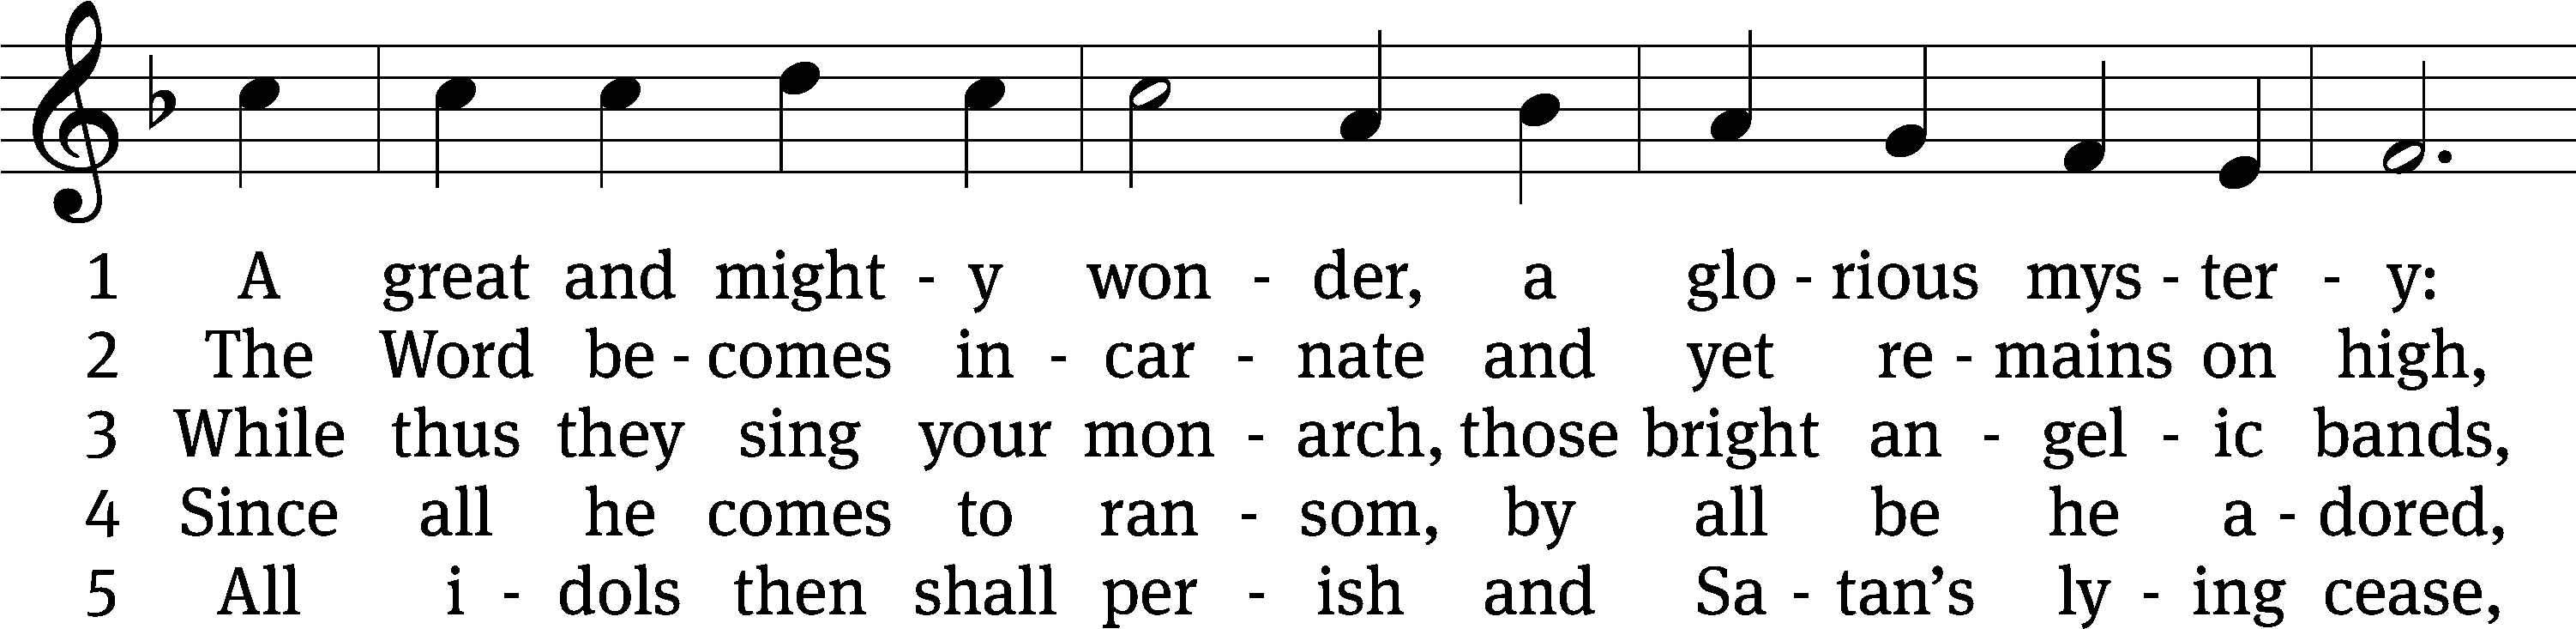 1 A great and might - y won - der, a glo - rious mys - ter - y:
2 The Word be - comes in - car - nate and yet re - mains on high,
3 While thus they sing your mon - arch, those bright an - gel - ic bands,
4 Since all he comes to ran - som, by all be he a - dored,
5 All i - dols then shall per - ish and Sa - tan’s ly - ing cease,